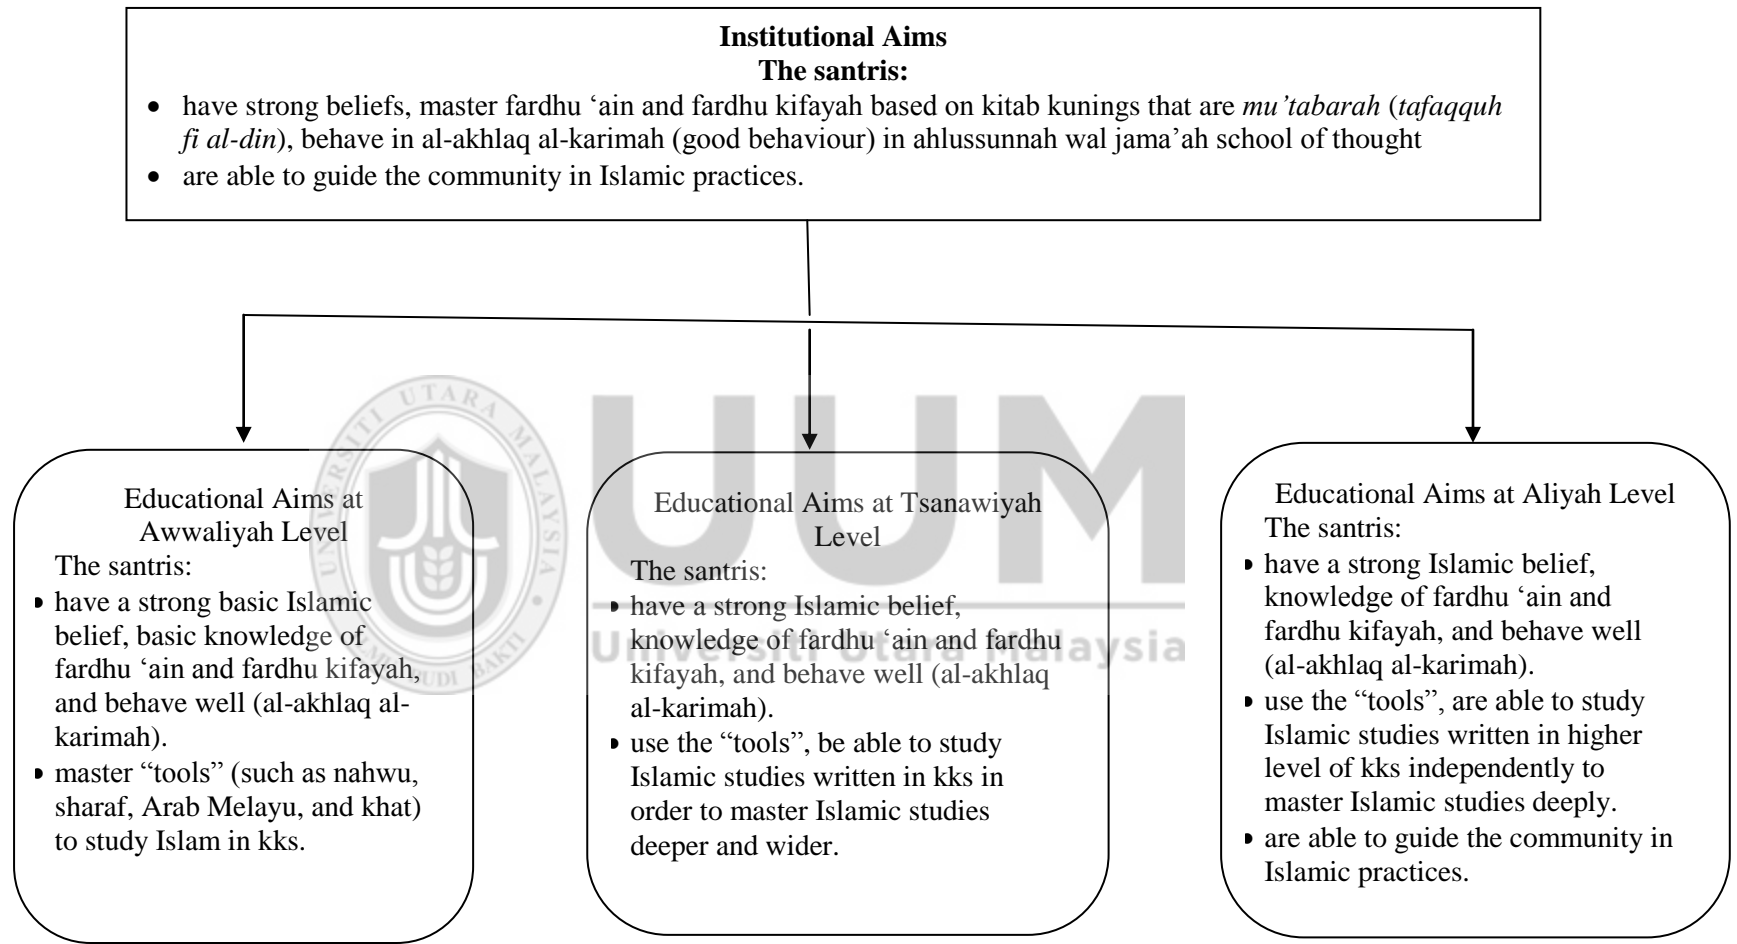 Institutional Aims
The santris:
• have strong beliefs, master fardhu ‘ain and fardhu kifayah based on kitab kunings that are mu’tabarah (tafaqquh
fi al-din), behave in al-akhlaq al-karimah (good behaviour) in ahlussunnah wal jama’ah school of thought
• are able to guide the community in Islamic practices.
Educational Aims at
Awwaliyah Level
The santris:
• have a strong basic Islamic
belief, basic knowledge of
fardhu ‘ain and fardhu kifayah,
and behave well (al-akhlaq al-
karimah).
• master “tools” (such as nahwu,
sharaf, Arab Melayu, and khat)
to study Islam in kks.
Educational Aims at Tsanawiyah
Level
The santris:
• have a strong Islamic belief,
knowledge of fardhu ‘ain and fardhu
kifayah, and behave well (al-akhlaq
al-karimah).
• use the “tools”, be able to study
Islamic studies written in kks in
order to master Islamic studies
deeper and wider.
Educational Aims at Aliyah Level
The santris:
• have a strong Islamic belief,
knowledge of fardhu ‘ain and
fardhu kifayah, and behave well
(al-akhlaq al-karimah).
• use the “tools”, are able to study
Islamic studies written in higher
level of kks independently to
master Islamic studies deeply.
• are able to guide the community in
Islamic practices.
UNIVERSITI UTARA MALAYSIA
BUDI BAKTI
UUM
Universiti Utara Malaysia